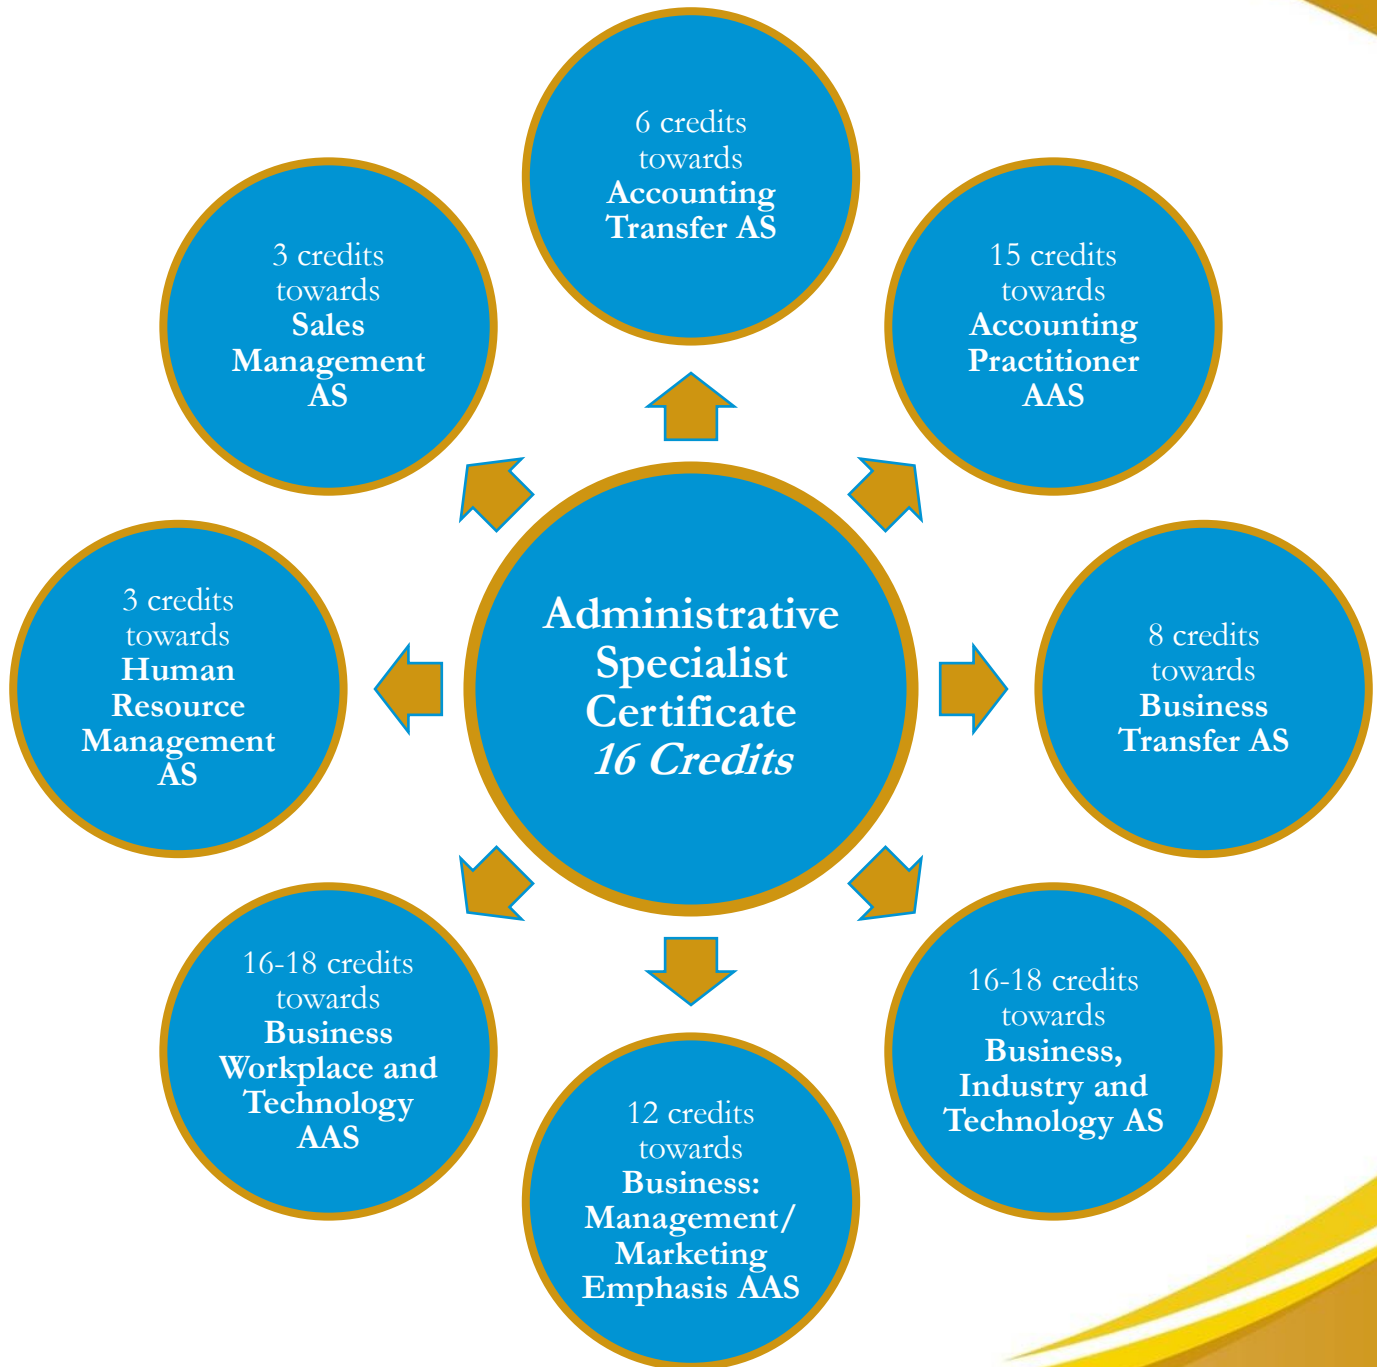 6 credits
towards
Accounting
Transfer AS
15 credits
towards
Accounting
Practitioner
AAS
8 credits
towards
Business
Transfer AS
16-18 credits
towards
Business,
Industry and
Technology AS
12 credits
towards
Business:
Management/
Marketing
Emphasis AAS
16-18 credits
towards
Business
Workplace and
Technology
AAS
3 credits
towards
Human
Resource
Management
AS
3 credits
towards
Sales
Management
AS
Administrative
Specialist
Certificate
16 Credits